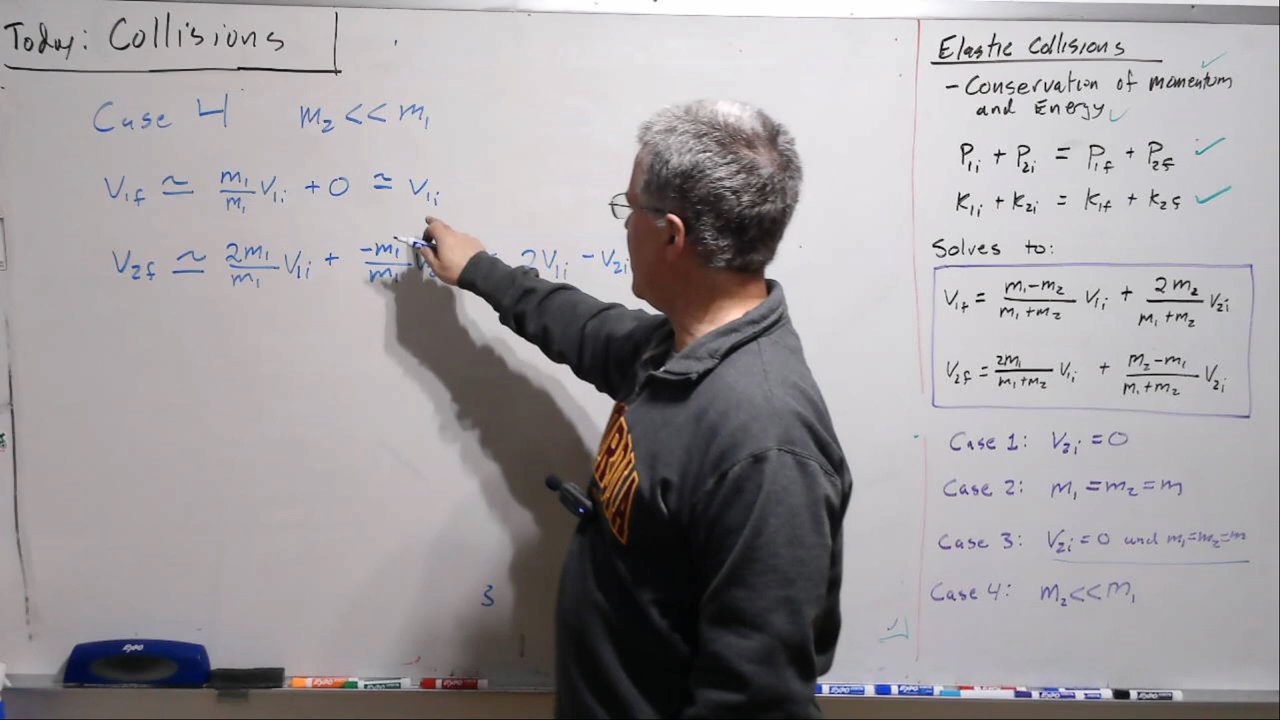 Today: Collisions
Case 4 m₂ << m₁
V₁f ≃ m₁/m₁ V₁i + 0 ≃ V₁i
V₂f ≃ 2m₁/m₁ V₁i + -m₁/m₁ 2V₁i - V₂i
3
Elastic Collisions
- Conservation of momentum
and Energy
P₁i + P₂i = P₁f + P₂f
K₁i + K₂i = K₁f + K₂f
Solves to:
V₁f = m₁-m₂/m₁+m₂ V₁i + 2m₂/m₁+m₂ V₂i
V₂f = 2m₁/m₁+m₂ V₁i + m₂-m₁/m₁+m₂ V₂i
Case 1: V₂i = 0
Case 2: m₁ = m₂ = m
Case 3: V₂i = 0 and m₁=m₂=m
Case 4: m₂<<m₁
EXPO